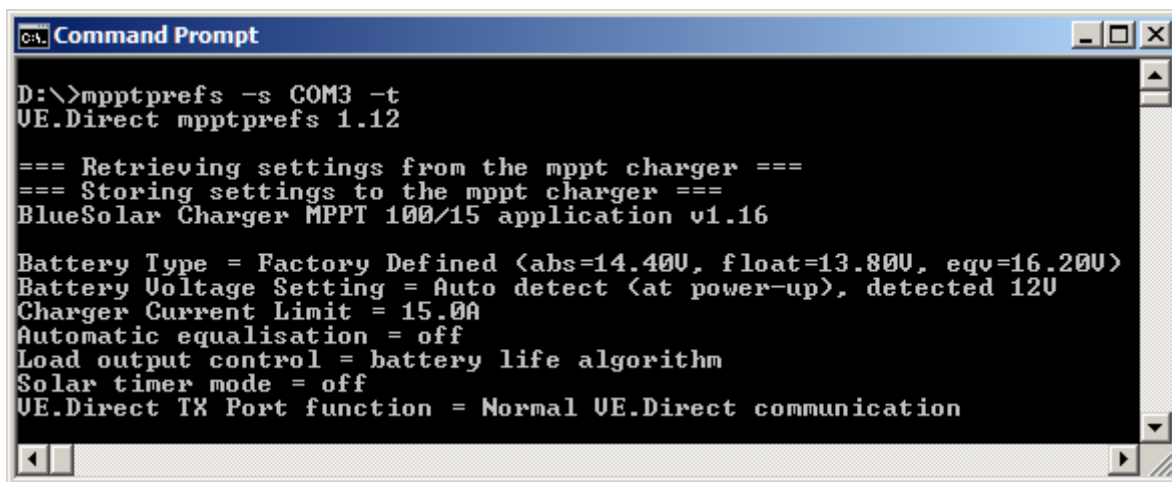 Command Prompt
D:\>mpptprefs -s COM3 -t
VE.Direct mpptprefs 1.12
=== Retrieving settings from the mppt charger ===
=== Storing settings to the mppt charger ===
BlueSolar Charger MPPT 100/15 application v1.16
Battery Type = Factory Defined (abs=14.40V, float=13.80V, eqv=16.20V)
Battery Voltage Setting = Auto detect (at power-up), detected 12V
Charger Current Limit = 15.0A
Automatic equalisation = off
Load output control = battery life algorithm
Solar timer mode = off
VE.Direct TX Port function = Normal VE.Direct communication